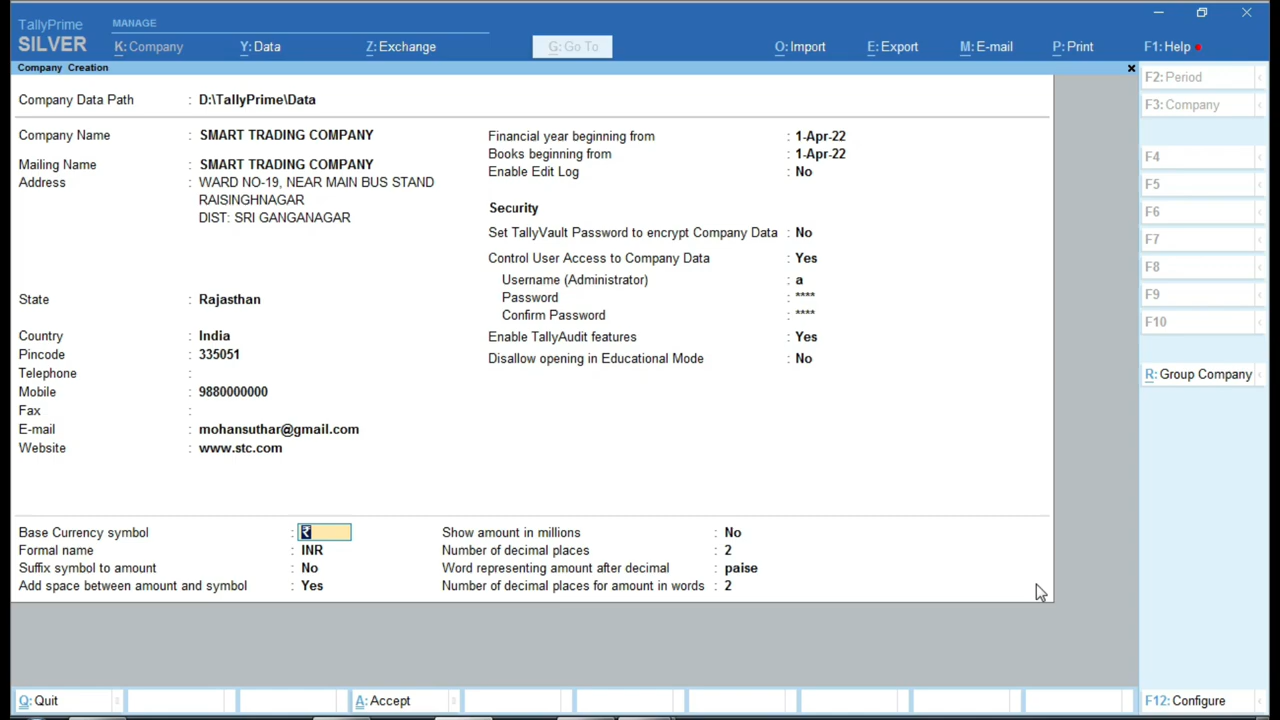 TallyPrime
SILVER
MANAGE
K: Company
Y: Data
Z: Exchange
G: Go To
O: Import
E: Export
M: E-mail
P: Print
F1: Help
Company Creation
Company Data Path : D:\TallyPrime\Data
Company Name : SMART TRADING COMPANY
Mailing Name : SMART TRADING COMPANY
Address : WARD NO-19, NEAR MAIN BUS STAND
RAISINGHNAGAR
DIST: SRI GANGANAGAR
State : Rajasthan
Country : India
Pincode : 335051
Telephone :
Mobile : 9880000000
Fax :
E-mail : mohansuthar@gmail.com
Website : www.stc.com
Financial year beginning from : 1-Apr-22
Books beginning from : 1-Apr-22
Enable Edit Log : No
Security
Set TallyVault Password to encrypt Company Data : No
Control User Access to Company Data : Yes
Username (Administrator) : a
Password : ****
Confirm Password : ****
Enable TallyAudit features : Yes
Disallow opening in Educational Mode : No
Base Currency symbol : ₹
Formal name : INR
Suffix symbol to amount : No
Add space between amount and symbol : Yes
Show amount in millions : No
Number of decimal places : 2
Word representing amount after decimal : paise
Number of decimal places for amount in words : 2
F2: Period
F3: Company
F4
F5
F6
F7
F8
F9
F10
R: Group Company
Q: Quit
A: Accept
F12: Configure